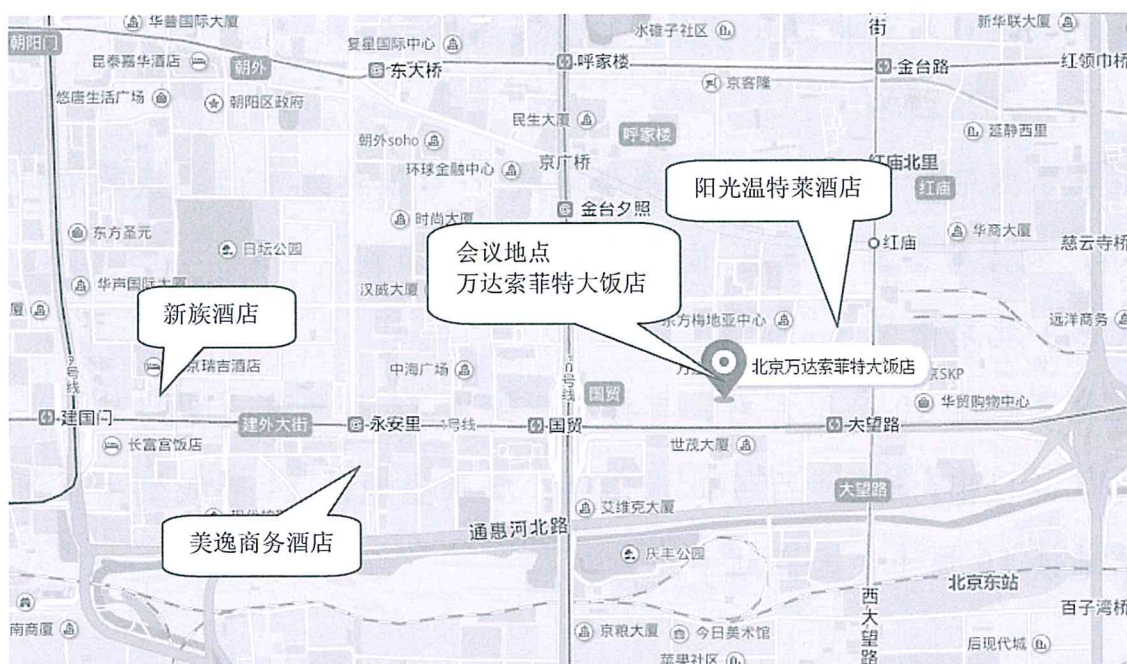 华普国际大厦
新华联大厦
朝阳门
复星国际中心
水碓子社区
街
昆泰嘉华酒店
朝外
东大桥
呼家楼
金台路
红领巾桥
悠唐生活广场
朝阳区政府
京客隆
民生大厦
呼家楼
延静西里
朝外soho
环球金融中心
京广桥
红庙北里
红庙
阳光温特莱酒店
时尚大厦
金台夕照
东方圣元
日坛公园
会议地点
万达索菲特大饭店
红庙
华商大厦
慈云寺桥
华声国际大厦
汉威大厦
厦
新族酒店
东方梅地亚中心
远洋商务
京瑞吉酒店
中海广场
10号线
北京万达索菲特大饭店
京SKP
国贸
华贸购物中心
建国门
建外大街
永安里
1号线
国贸
大望路
长富宫饭店
世茂大厦
大望路
艾维克大厦
美逸商务酒店
通惠河北路
庆丰公园
北京东站
西大望路
百子湾桥
南商厦
京粮大厦
今日美术馆
后现代城
苹果社区